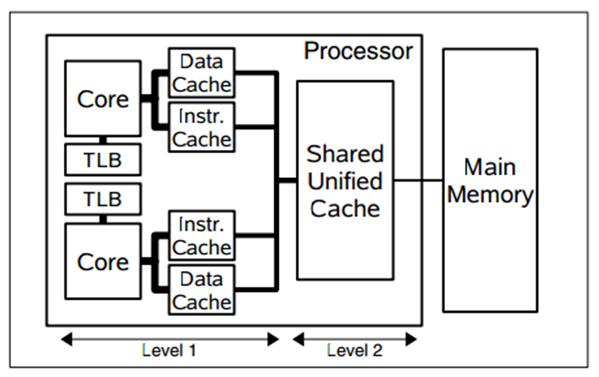 Processor
Core
Data
Cache
Instr.
Cache
TLB
TLB
Core
Instr.
Cache
Data
Cache
Shared
Unified
Cache
Main
Memory
Level 1
Level 2